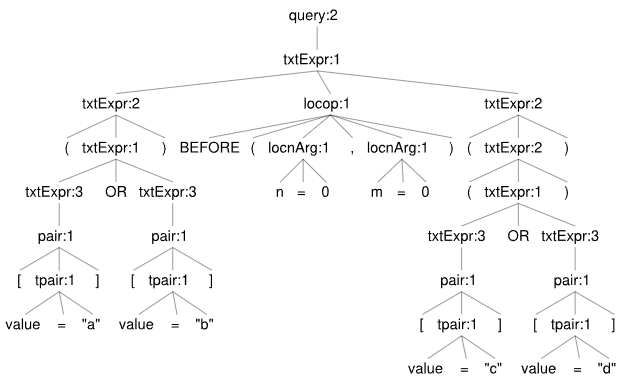 query:2
txtExpr:1
txtExpr:2 locop:1 txtExpr:2
( txtExpr:1 ) BEFORE ( locnArg:1 , locnArg:1 ) ( txtExpr:2 )
txtExpr:3 OR txtExpr:3 n = 0 m = 0 ( txtExpr:1 )
pair:1 pair:1 txtExpr:3 OR txtExpr:3
[ tpair:1 ] [ tpair:1 ] pair:1 pair:1
value = "a" value = "b" [ tpair:1 ] [ tpair:1 ]
value = "c" value = "d"